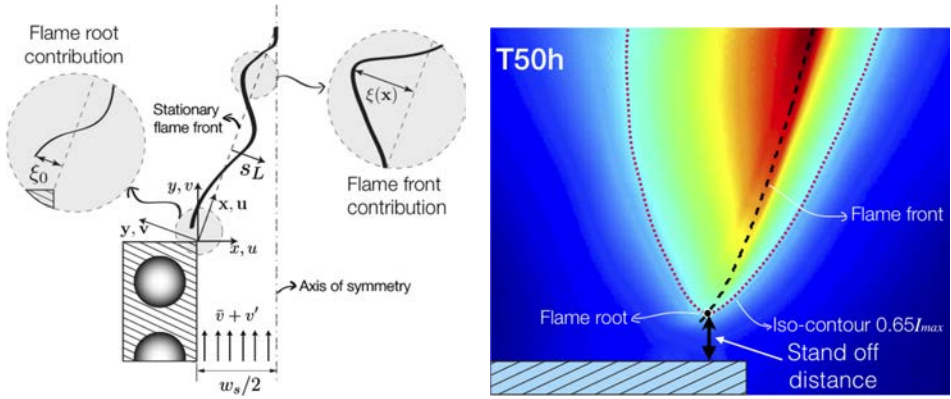 Flame root
contribution
ξ₀
Stationary
flame front
s_L
ξ(x)
Flame front
contribution
y, v
x, u
y, v̂
x, u
Axis of symmetry
v̄ + v′
w_s/2
T50h
Flame front
Flame root
Iso-contour 0.65Imax
Stand off
distance